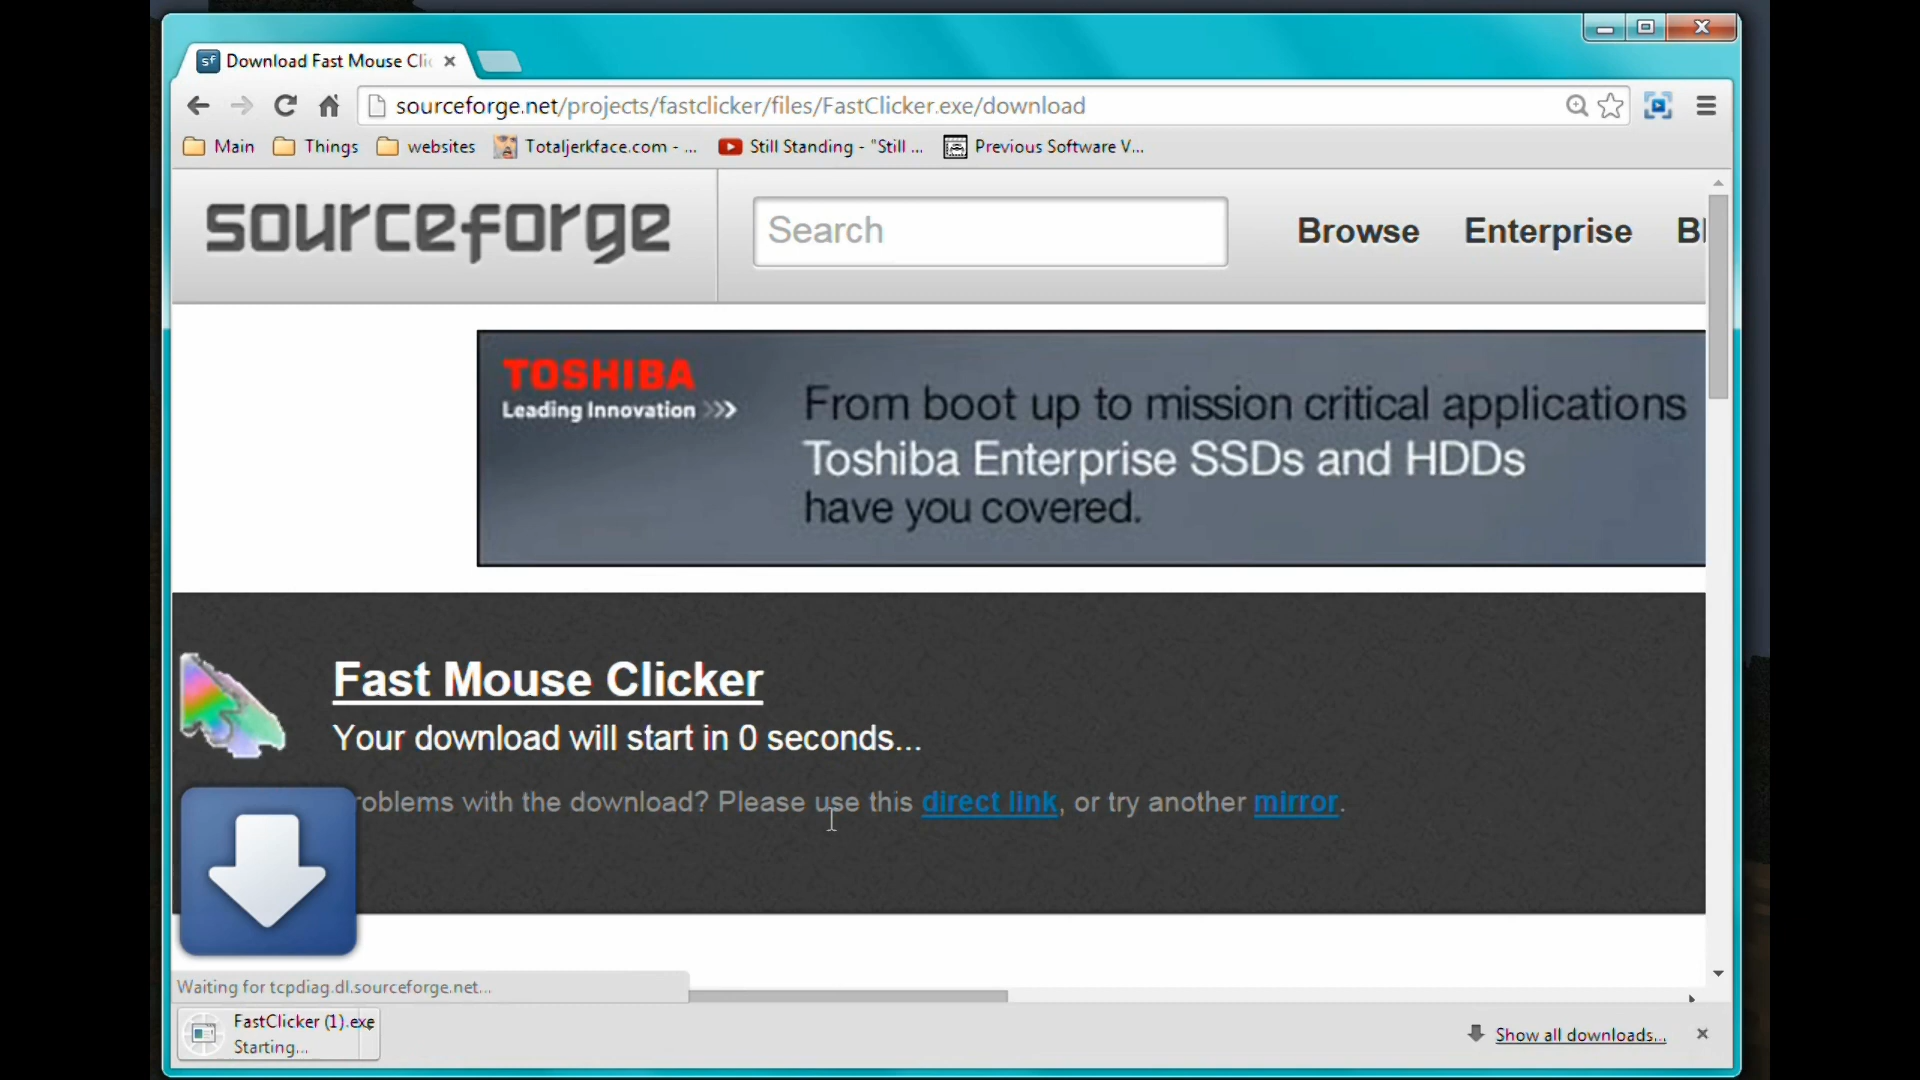 sf Download Fast Mouse Clic
sourceforge.net/projects/fastclicker/files/FastClicker.exe/download
Main Things websites Totaljerkface.com - ... Still Standing - "Still ... Previous Software V...
sourceforge Search Browse Enterprise Bl
TOSHIBA
Leading Innovation >>>
From boot up to mission critical applications
Toshiba Enterprise SSDs and HDDs
have you covered.
Fast Mouse Clicker
Your download will start in 0 seconds...
roblems with the download? Please use this direct link, or try another mirror.
Waiting for tcpdiag.dl.sourceforge.net...
FastClicker (1).exe
Starting...
Show all downloads...